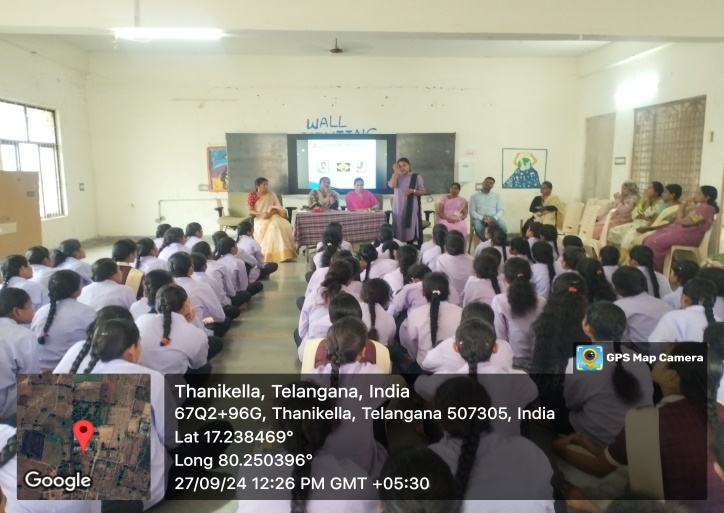 WALL
GPS Map Camera
Thanikella, Telangana, India
67Q2+96G, Thanikella, Telangana 507305, India
Lat 17.238469°
Long 80.250396°
27/09/24 12:26 PM GMT +05:30
Google